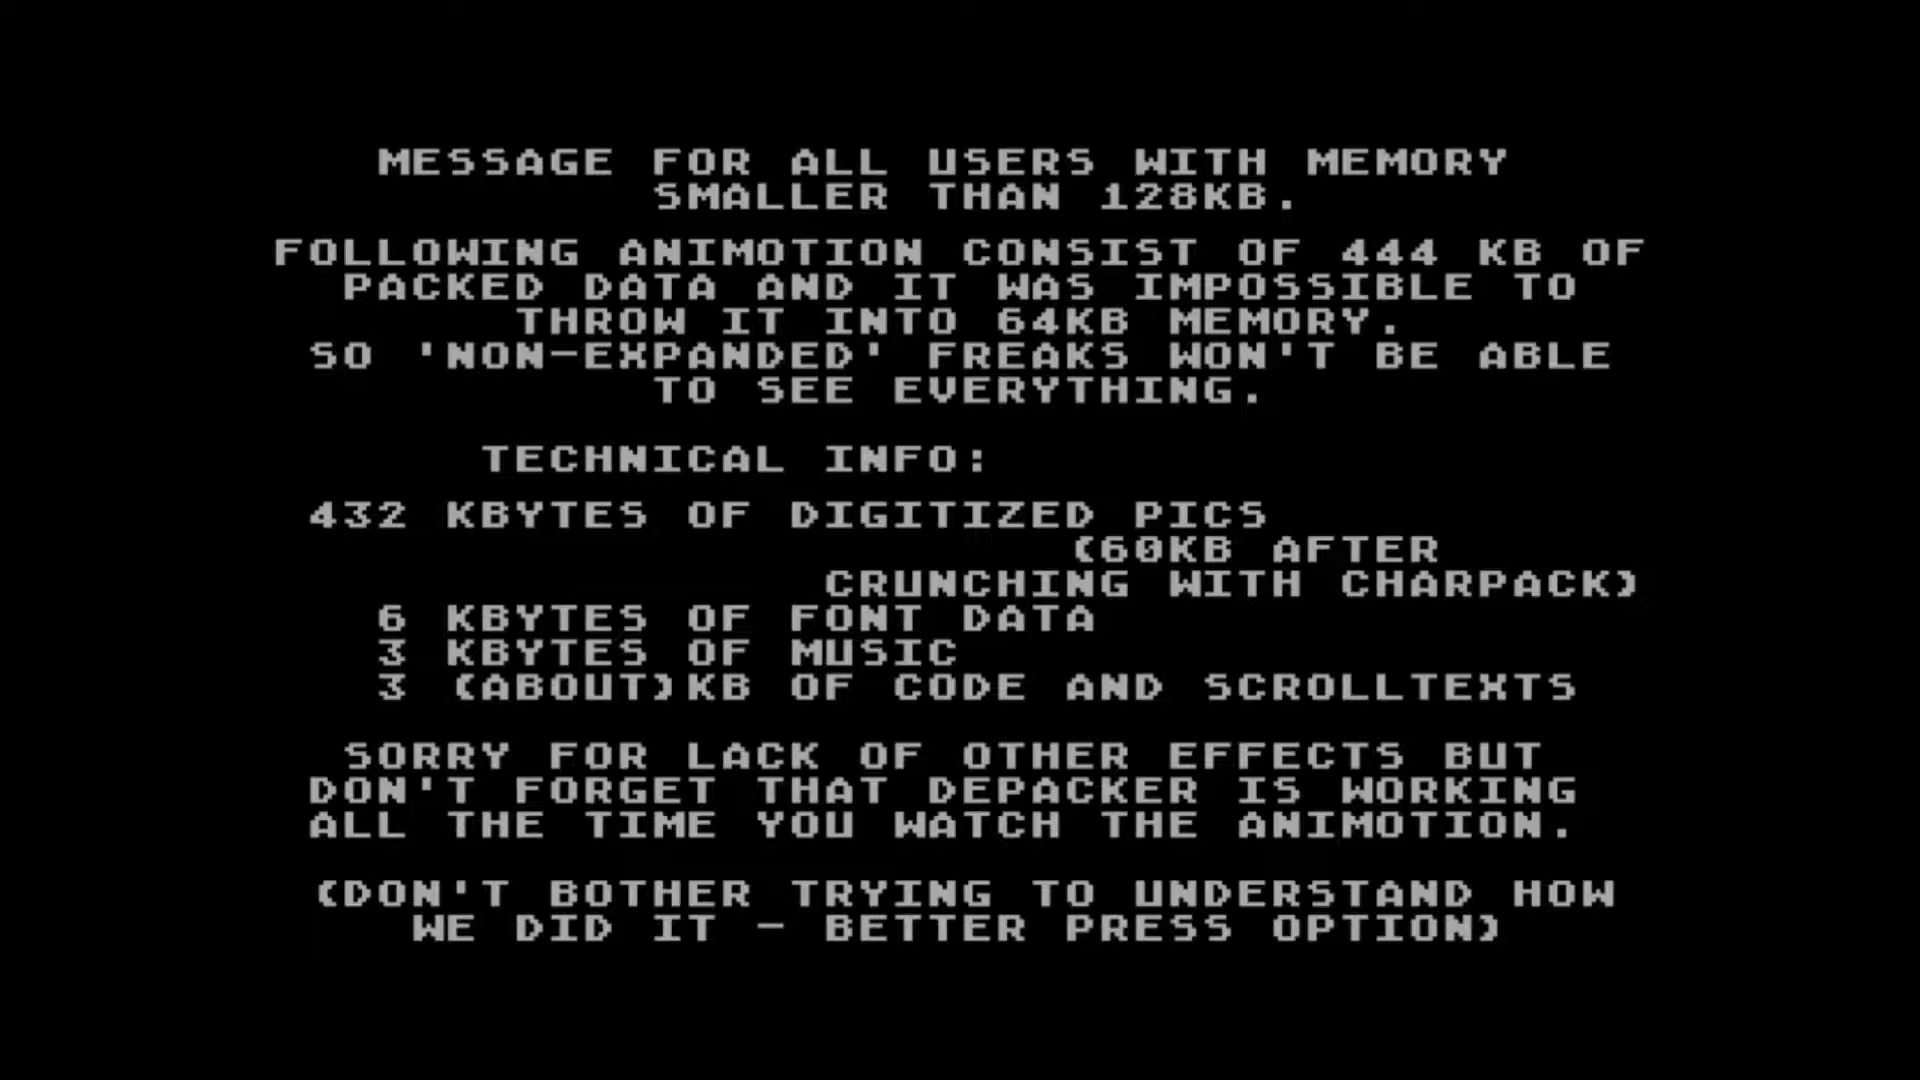 MESSAGE FOR ALL USERS WITH MEMORY
SMALLER THAN 128KB.
FOLLOWING ANIMOTION CONSIST OF 444 KB OF
PACKED DATA AND IT WAS IMPOSSIBLE TO
THROW IT INTO 64KB MEMORY.
SO 'NON-EXPANDED' FREAKS WON'T BE ABLE
TO SEE EVERYTHING.
TECHNICAL INFO:
432 KBYTES OF DIGITIZED PICS
(60KB AFTER
CRUNCHING WITH CHARPACK)
6 KBYTES OF FONT DATA
3 KBYTES OF MUSIC
3 (ABOUT)KB OF CODE AND SCROLLTEXTS
SORRY FOR LACK OF OTHER EFFECTS BUT
DON'T FORGET THAT DEPACKER IS WORKING
ALL THE TIME YOU WATCH THE ANIMOTION.
(DON'T BOTHER TRYING TO UNDERSTAND HOW
WE DID IT - BETTER PRESS OPTION)